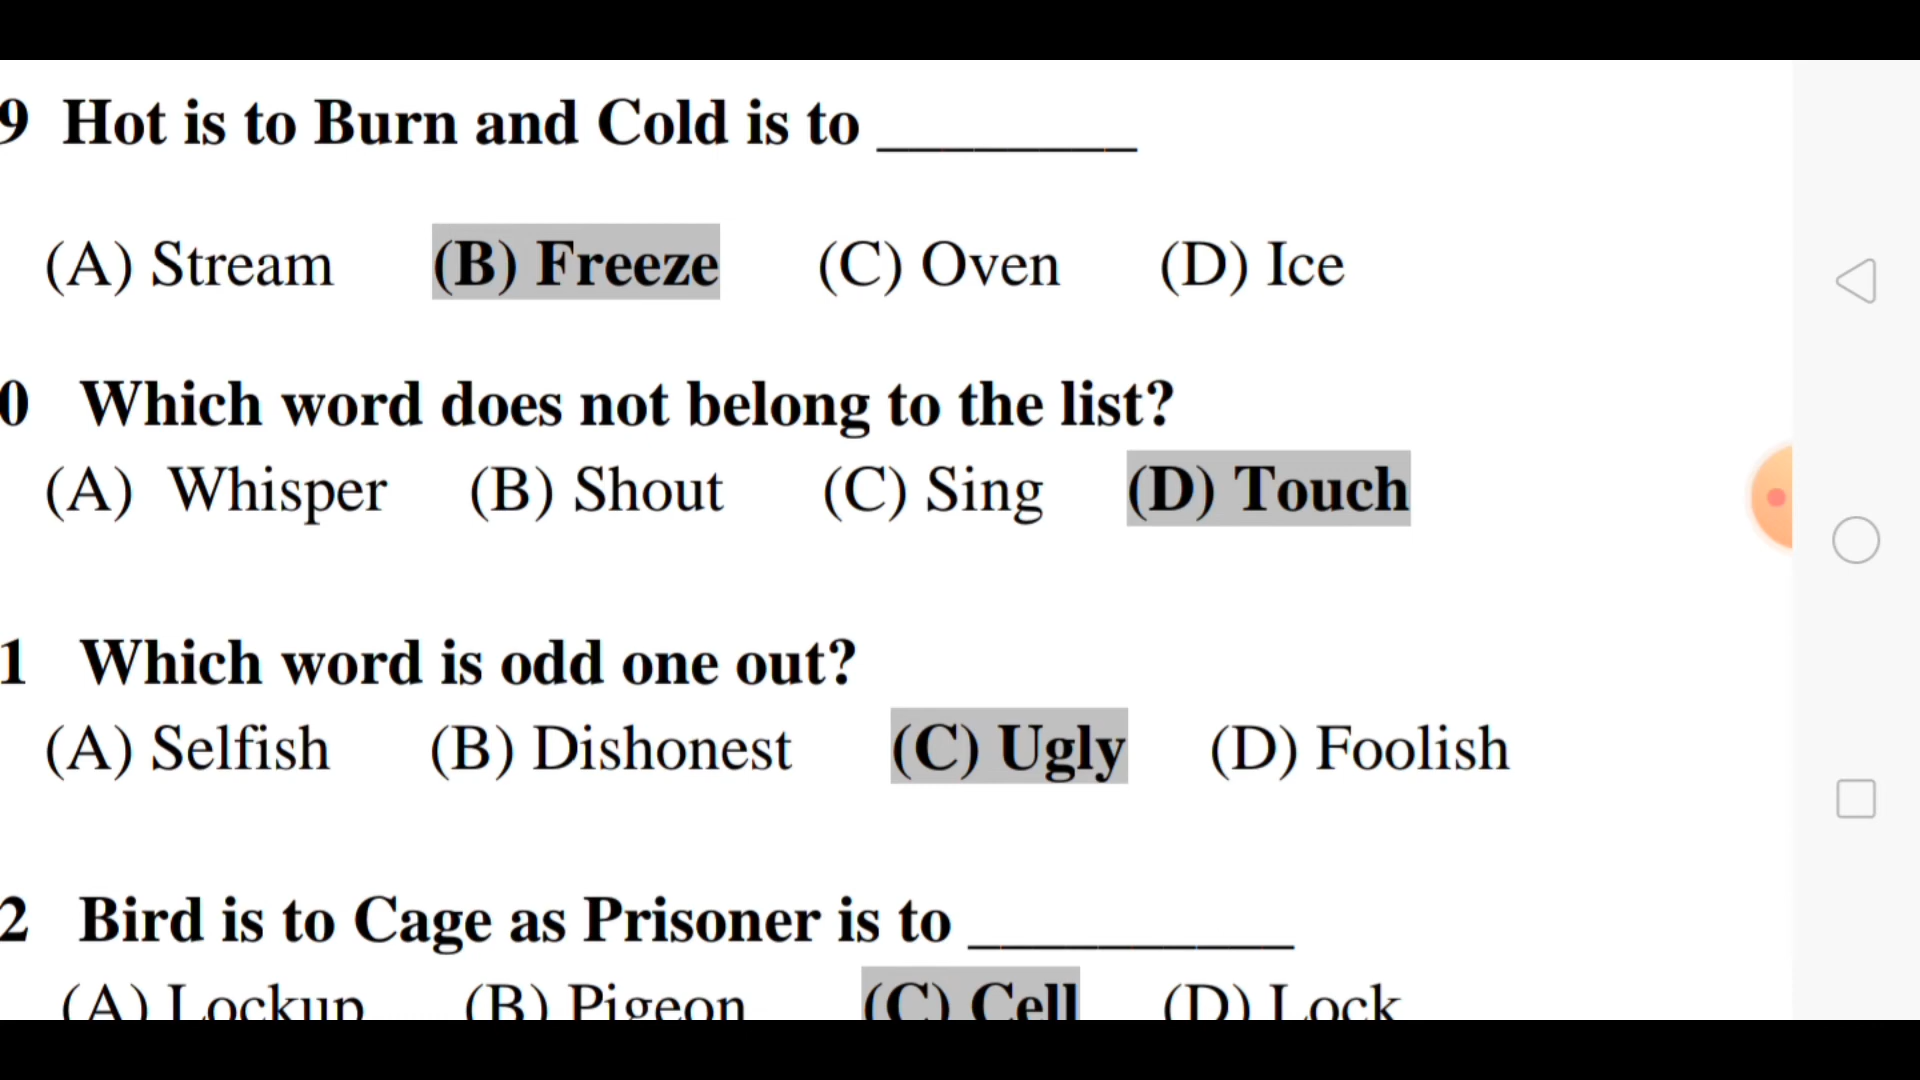 9 Hot is to Burn and Cold is to ________
(A) Stream (B) Freeze (C) Oven (D) Ice
0 Which word does not belong to the list?
(A) Whisper (B) Shout (C) Sing (D) Touch
1 Which word is odd one out?
(A) Selfish (B) Dishonest (C) Ugly (D) Foolish
2 Bird is to Cage as Prisoner is to __________
(A) Lockup (B) Pigeon (C) Cell (D) Lock